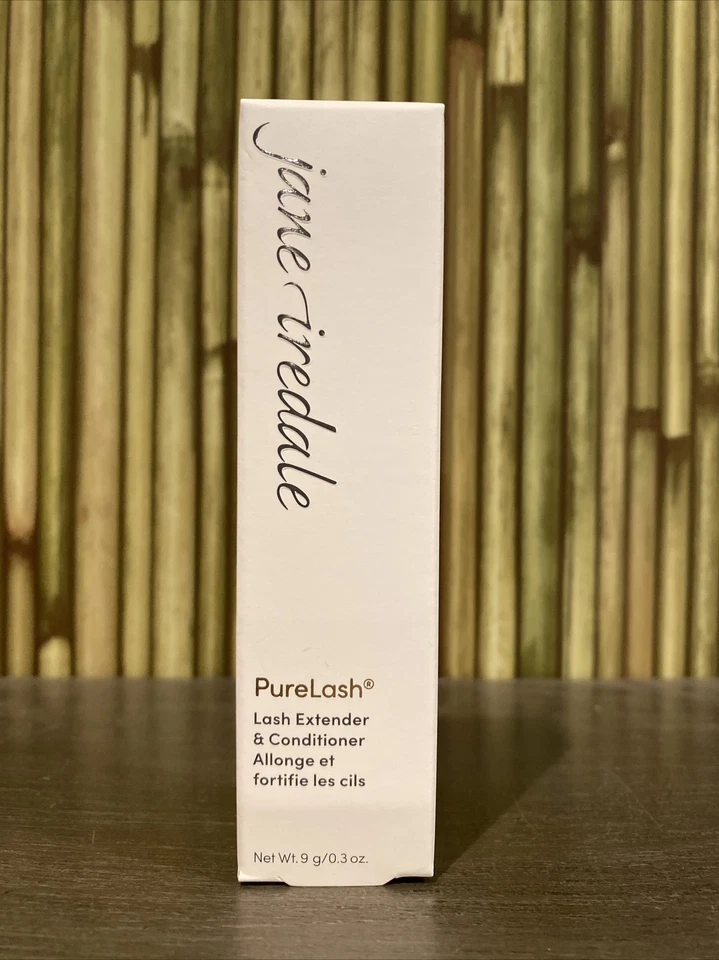 jane iredale
PureLash®
Lash Extender
& Conditioner
Allonge et
fortifie les cils
Net Wt. 9 g/0.3 oz.